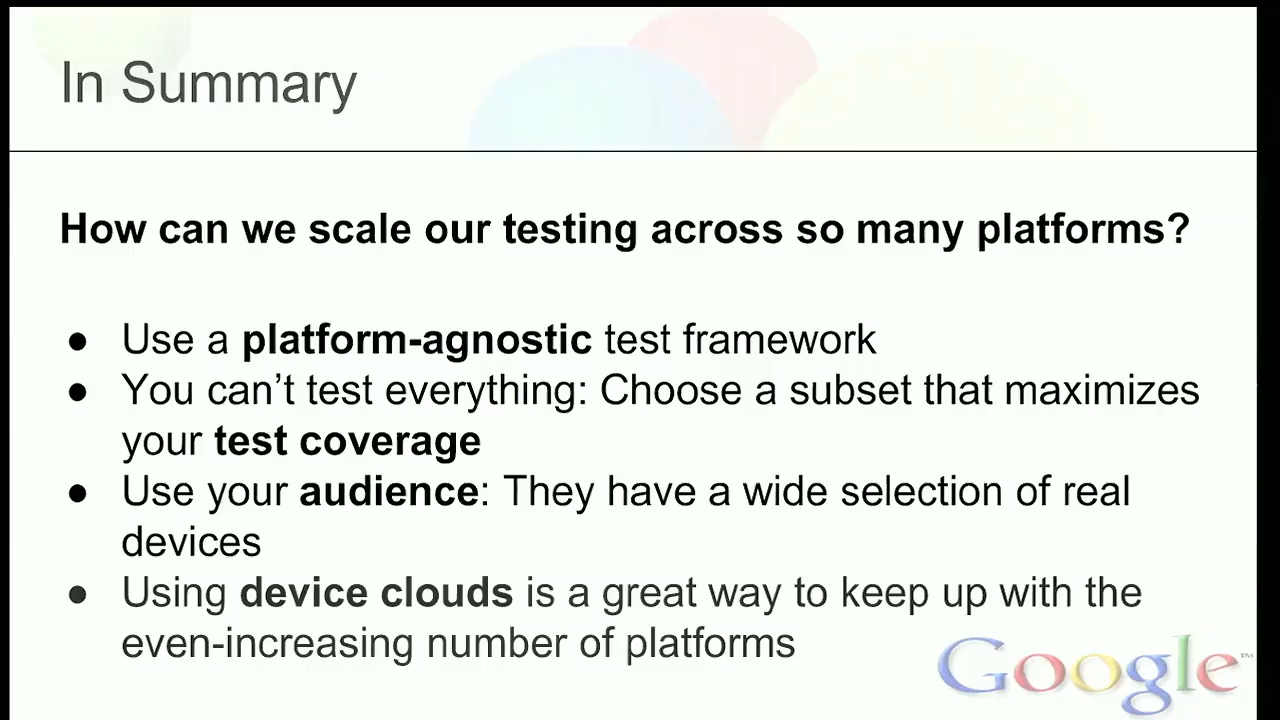 In Summary
How can we scale our testing across so many platforms?
● Use a platform-agnostic test framework
● You can’t test everything: Choose a subset that maximizes
your test coverage
● Use your audience: They have a wide selection of real
devices
● Using device clouds is a great way to keep up with the
even-increasing number of platforms
Google™